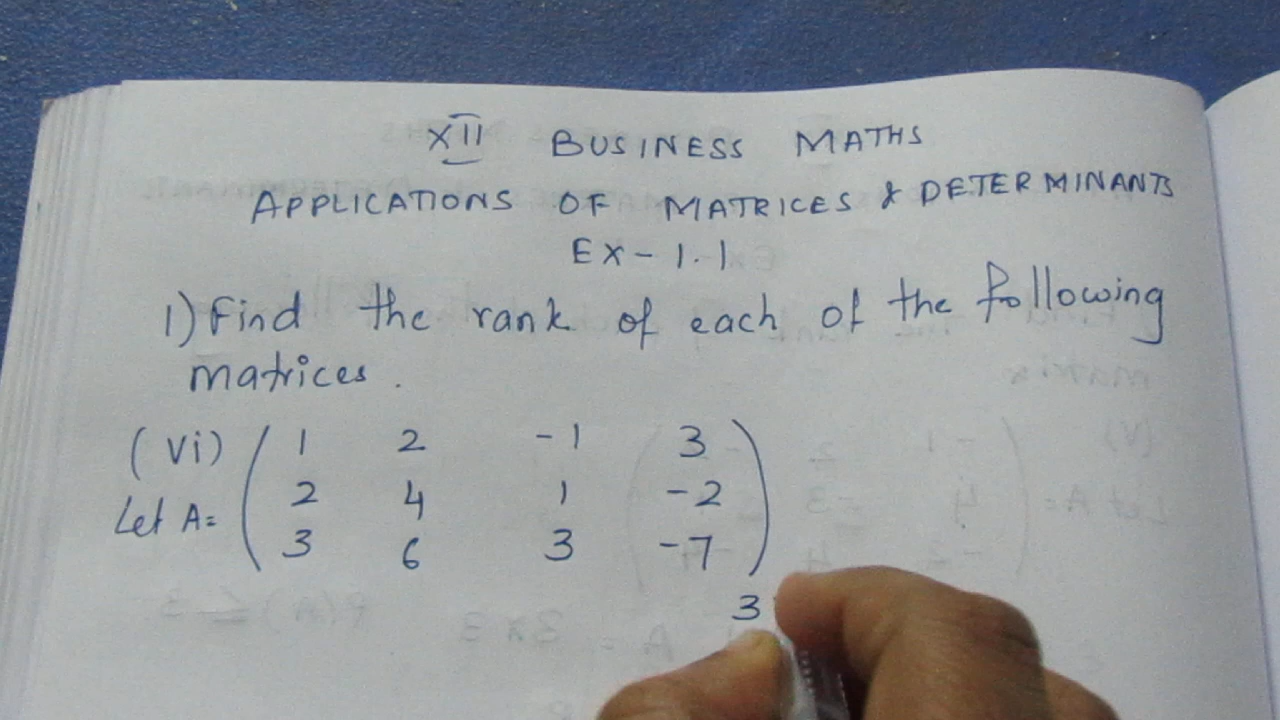 XII BUSINESS MATHS
APPLICATIONS OF MATRICES & DETERMINANTS
EX - 1.1
1) Find the rank of each of the following
matrices.
(Vi) 1 2 -1 3
Let A = 2 4 1 -2
3 6 3 -7
3